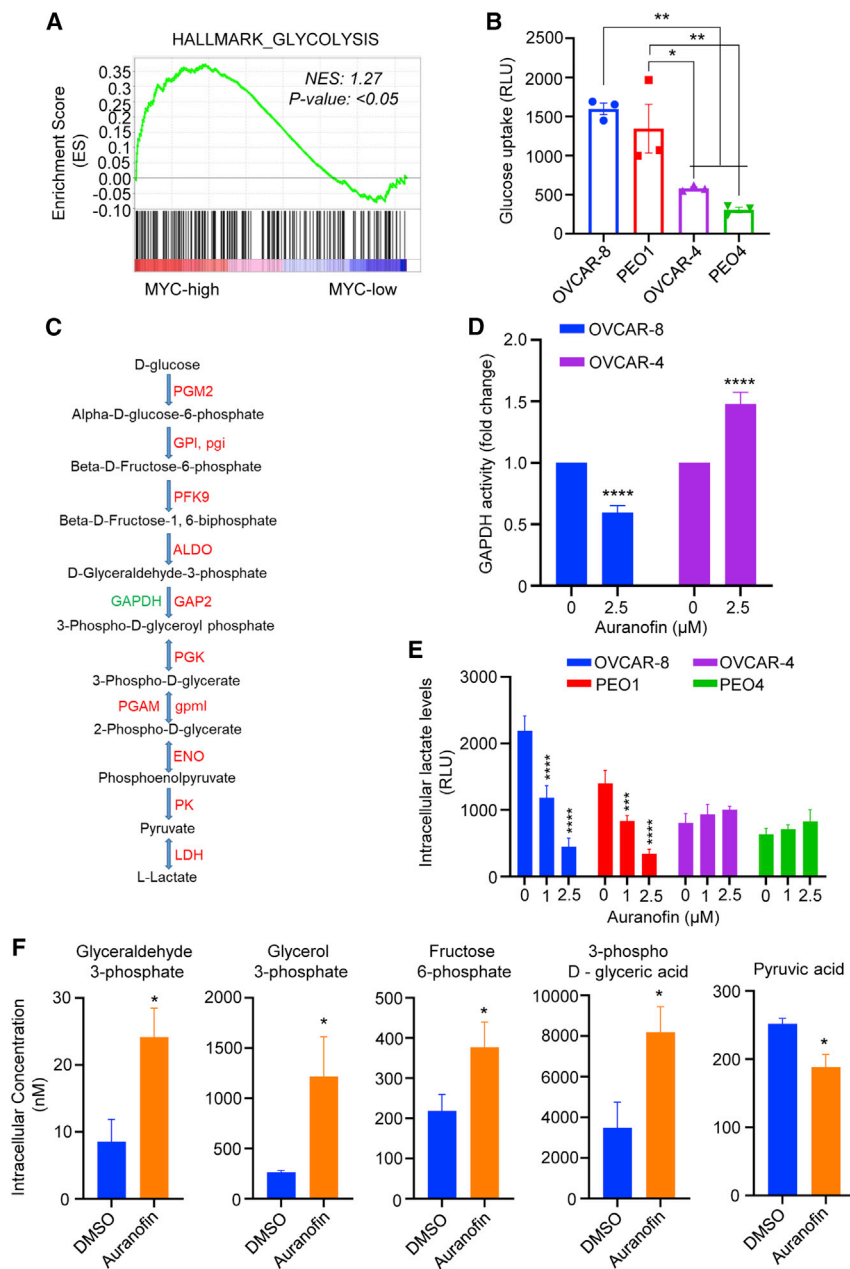 A
HALLMARK_GLYCOLYSIS
NES: 1.27
P-value: <0.05
Enrichment Score
(ES)
0.35
0.3
0.25
0.2
0.15
0.1
0.05
0.00
-0.05
-0.10
MYC-high
MYC-low
B
Glucose uptake (RLU)
2500
2000
1500
1000
500
0
**
**
*
OVCAR-8
PEO1
OVCAR-4
PEO4
C
D-glucose
PGM2
Alpha-D-glucose-6-phosphate
GPI, pgi
Beta-D-Fructose-6-phosphate
PFK9
Beta-D-Fructose-1, 6-biphosphate
ALDO
D-Glyceraldehyde-3-phosphate
GAPDH GAP2
3-Phospho-D-glyceroyl phosphate
PGK
3-Phospho-D-glycerate
PGAM gpmI
2-Phospho-D-glycerate
ENO
Phosphoenolpyruvate
PK
Pyruvate
LDH
L-Lactate
D
OVCAR-8
OVCAR-4
GAPDH activity (fold change)
2.0
1.5
1.0
0.5
0
****
****
0 2.5 0 2.5
Auranofin (µM)
E
OVCAR-8 OVCAR-4
PEO1 PEO4
Intracellular lactate levels
(RLU)
3000
2000
1000
0
****
****
***
****
0 1 2.5 0 1 2.5 0 1 2.5 0 1 2.5
Auranofin (µM)
F
Intracellular Concentration
(nM)
Glyceraldehyde
3-phosphate
30
20
10
0
*
DMSO
Auranofin
Glycerol
3-phosphate
2000
1500
1000
500
0
*
DMSO
Auranofin
Fructose
6-phosphate
500
400
300
200
100
0
*
DMSO
Auranofin
3-phospho
D - glyceric acid
10000
8000
6000
4000
2000
0
*
DMSO
Auranofin
Pyruvic acid
300
200
100
0
*
DMSO
Auranofin